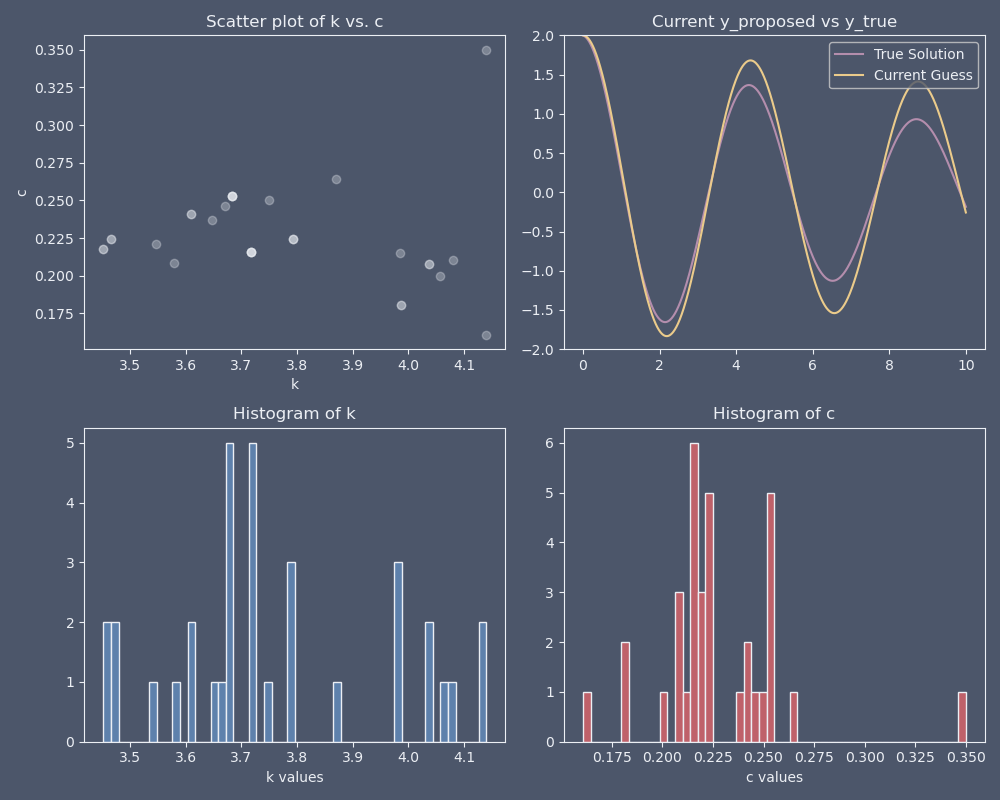 Scatter plot of k vs. c
0.350
0.325
0.300
0.275
0.250
0.225
0.200
0.175
c
3.5 3.6 3.7 3.8 3.9 4.0 4.1
k
Current y_proposed vs y_true
2.0
1.5
1.0
0.5
0.0
−0.5
−1.0
−1.5
−2.0
True Solution
Current Guess
0 2 4 6 8 10
Histogram of k
5
4
3
2
1
0
3.5 3.6 3.7 3.8 3.9 4.0 4.1
k values
Histogram of c
6
5
4
3
2
1
0
0.175 0.200 0.225 0.250 0.275 0.300 0.325 0.350
c values